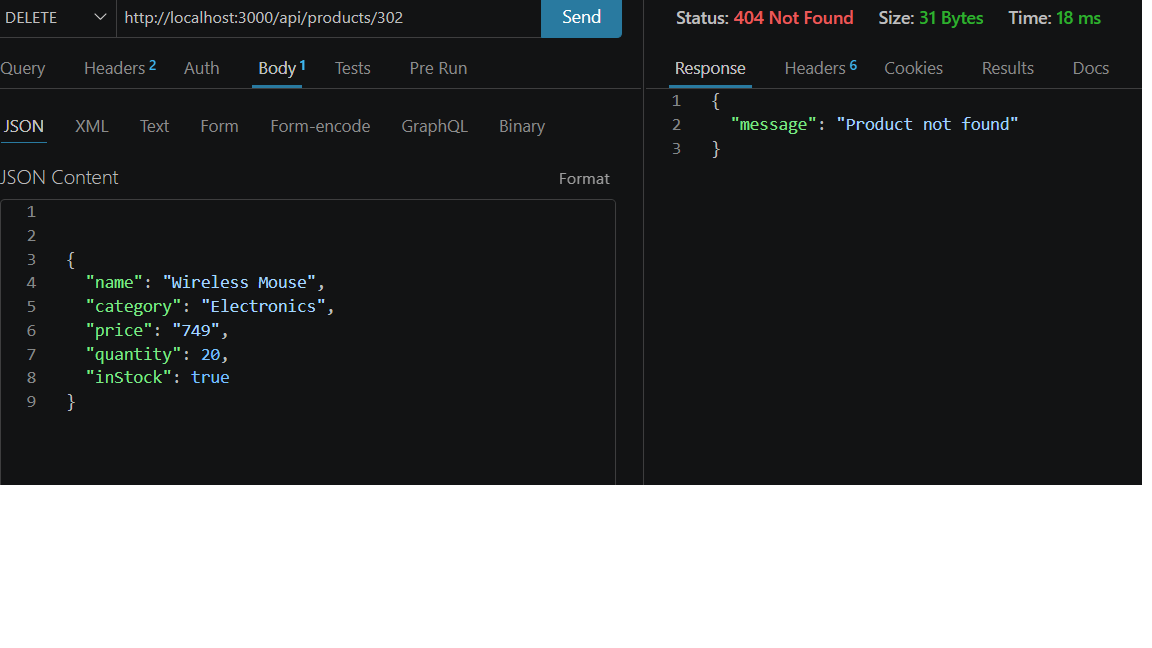 DELETE http://localhost:3000/api/products/302 Send
Query Headers 2 Auth Body 1 Tests Pre Run
JSON XML Text Form Form-encode GraphQL Binary
JSON Content Format
1
2
3 {
4 "name": "Wireless Mouse",
5 "category": "Electronics",
6 "price": "749",
7 "quantity": 20,
8 "inStock": true
9 }
Status: 404 Not Found Size: 31 Bytes Time: 18 ms
Response Headers 6 Cookies Results Docs
1 {
2 "message": "Product not found"
3 }